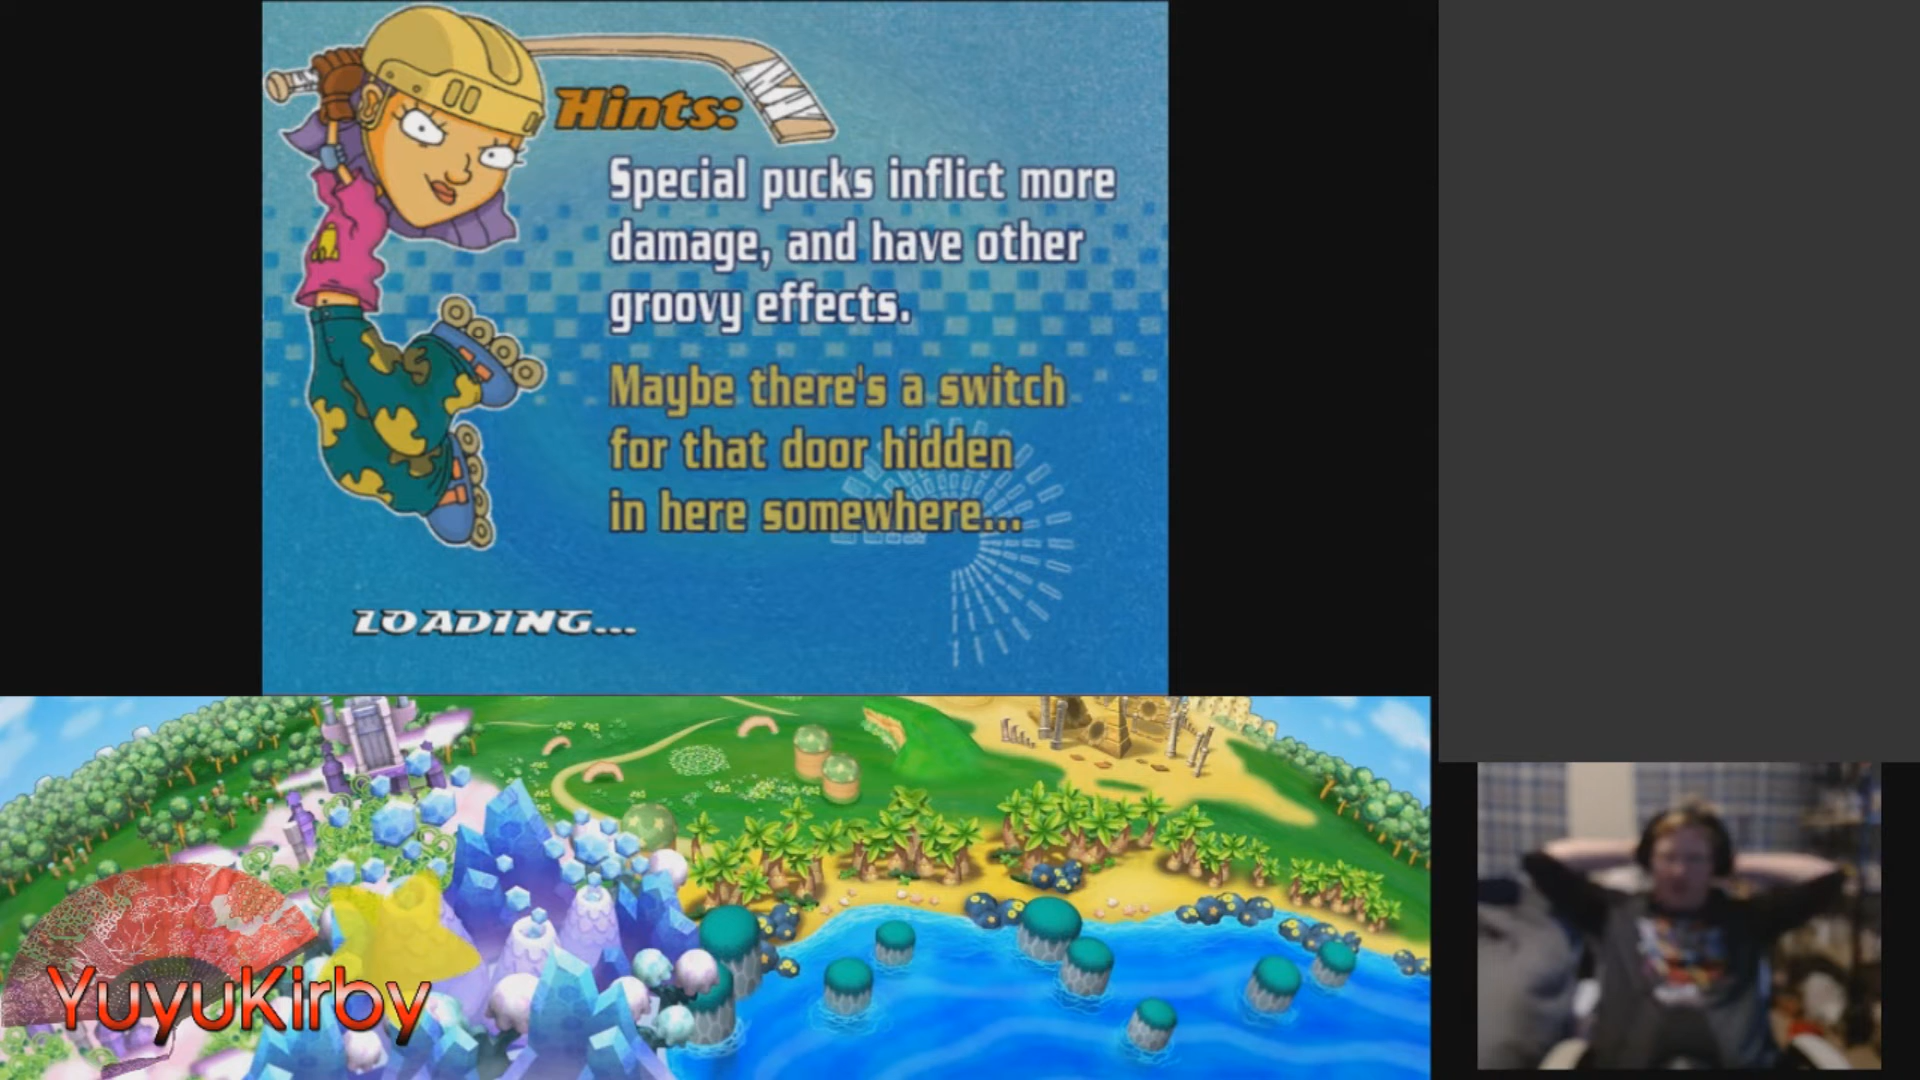 Hints:
Special pucks inflict more
damage, and have other
groovy effects.
Maybe there's a switch
for that door hidden
in here somewhere...
LOADING...
YuyuKirby